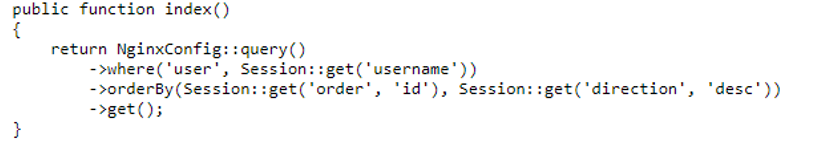 public function index()
{
    return NginxConfig::query()
        ->where('user', Session::get('username'))
        ->orderBy(Session::get('order', 'id'), Session::get('direction', 'desc'))
        ->get();
}